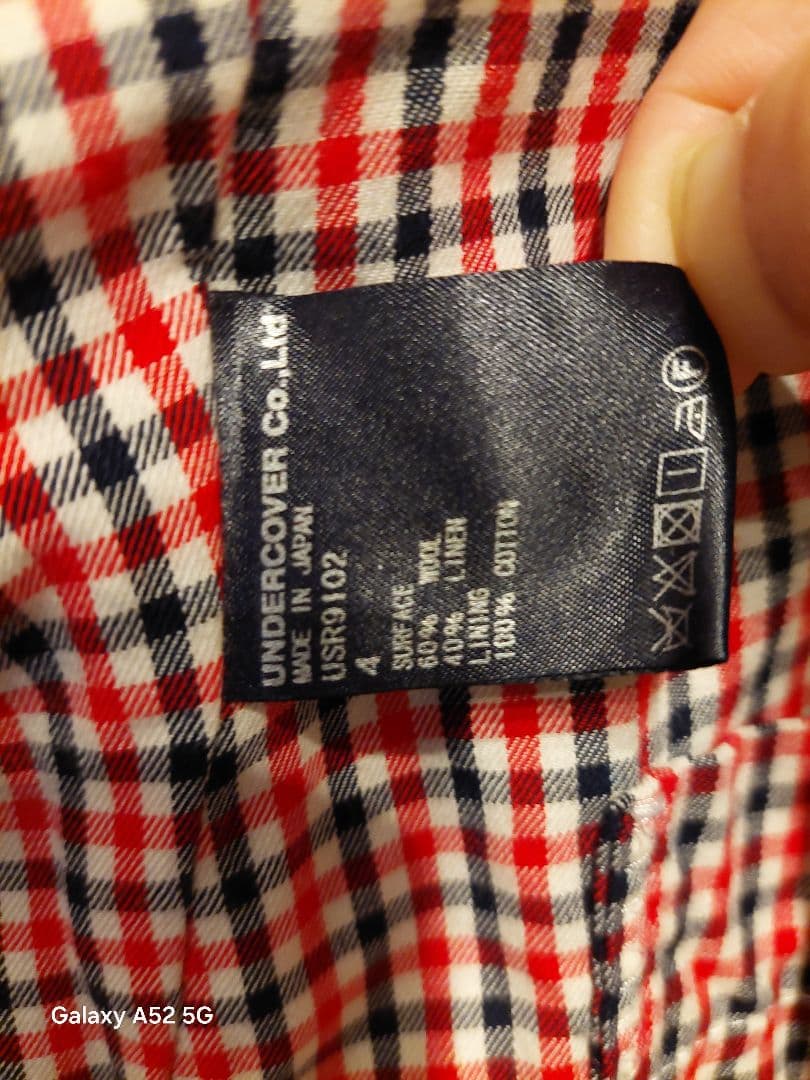 UNDERCOVER Co.,Ltd
MADE IN JAPAN
USR9102
4
SURFACE
60% WOOL
40% LINEN
LINING
100% COTTON
F
Galaxy A52 5G